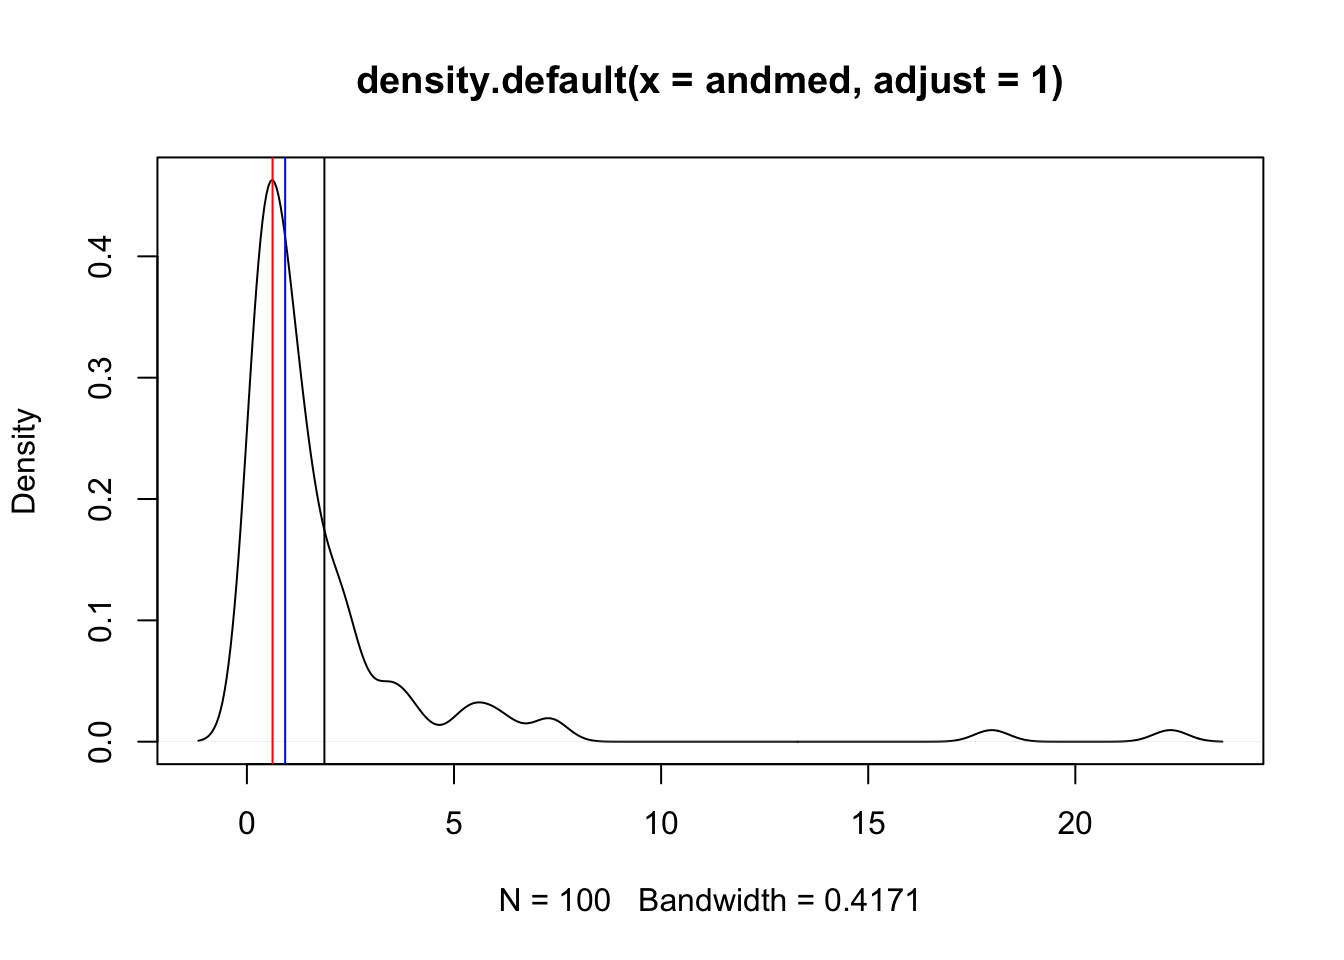 density.default(x = andmed, adjust = 1)
Density
0.4
0.3
0.2
0.1
0.0
0 5 10 15 20
N = 100 Bandwidth = 0.4171